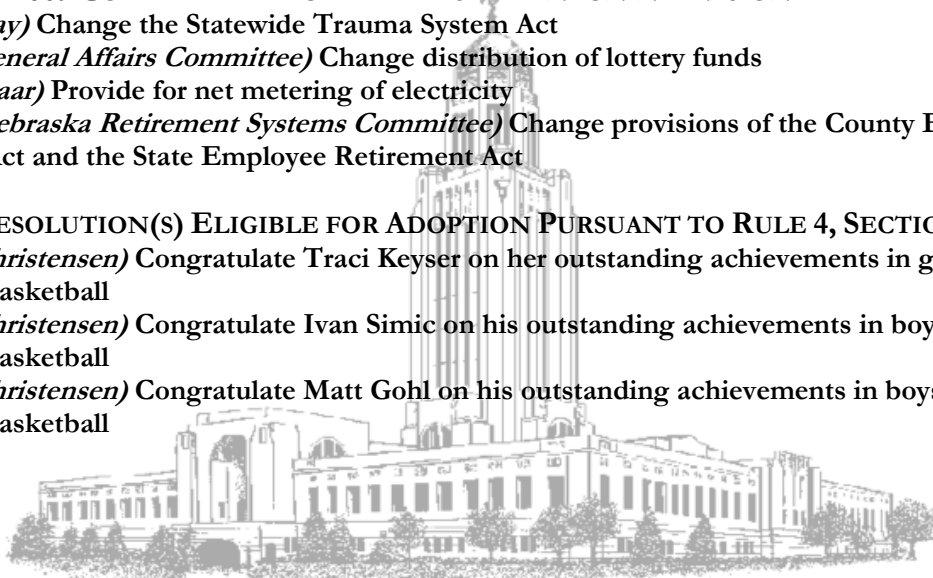 ay) Change the Statewide Trauma System Act
eneral Affairs Committee) Change distribution of lottery funds
aar) Provide for net metering of electricity
ebraska Retirement Systems Committee) Change provisions of the County E
ct and the State Employee Retirement Act
ESOLUTION(S) ELIGIBLE FOR ADOPTION PURSUANT TO RULE 4, SECTIO
hristensen) Congratulate Traci Keyser on her outstanding achievements in g
asketball
hristensen) Congratulate Ivan Simic on his outstanding achievements in boy
asketball
hristensen) Congratulate Matt Gohl on his outstanding achievements in boys
asketball